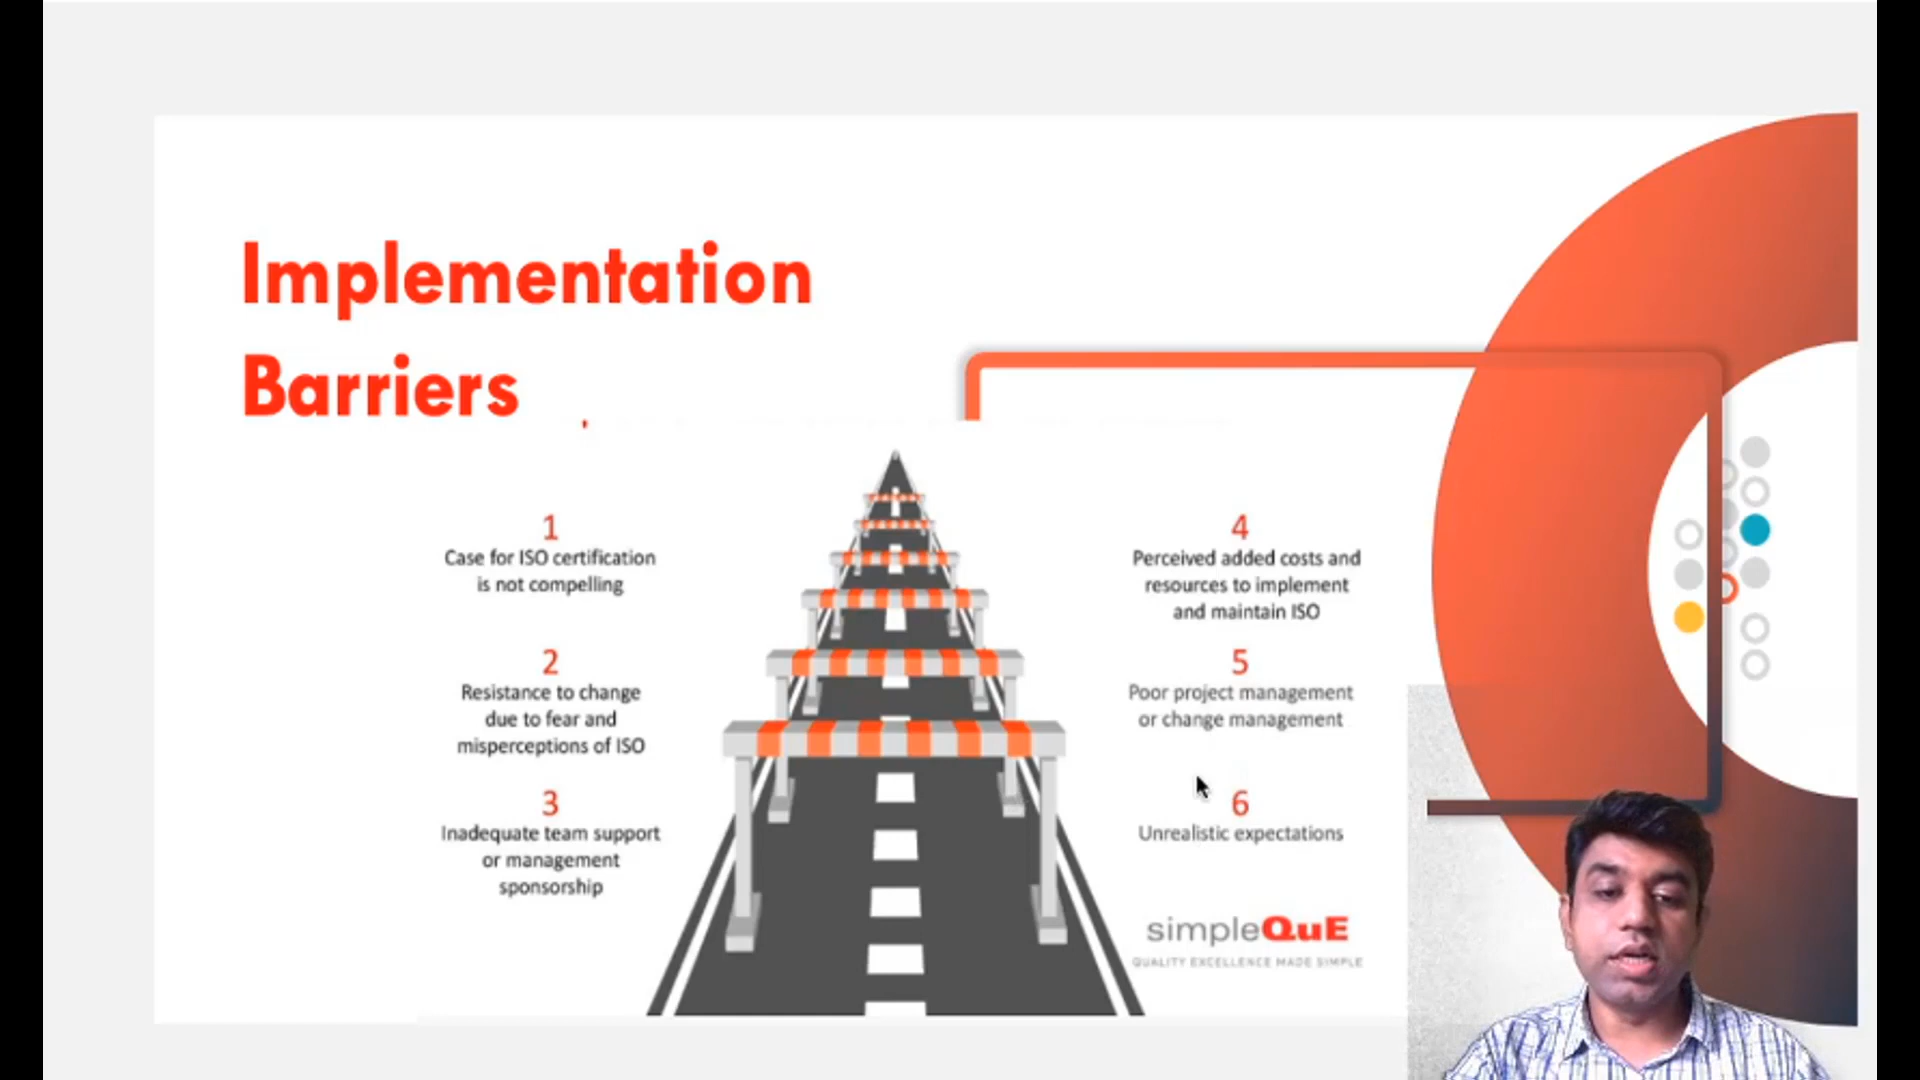 Implementation
Barriers
1
Case for ISO certification
is not compelling
2
Resistance to change
due to fear and
misperceptions of ISO
3
Inadequate team support
or management
sponsorship
4
Perceived added costs and
resources to implement
and maintain ISO
5
Poor project management
or change management
6
Unrealistic expectations
simpleQuE
QUALITY EXCELLENCE MADE SIMPLE